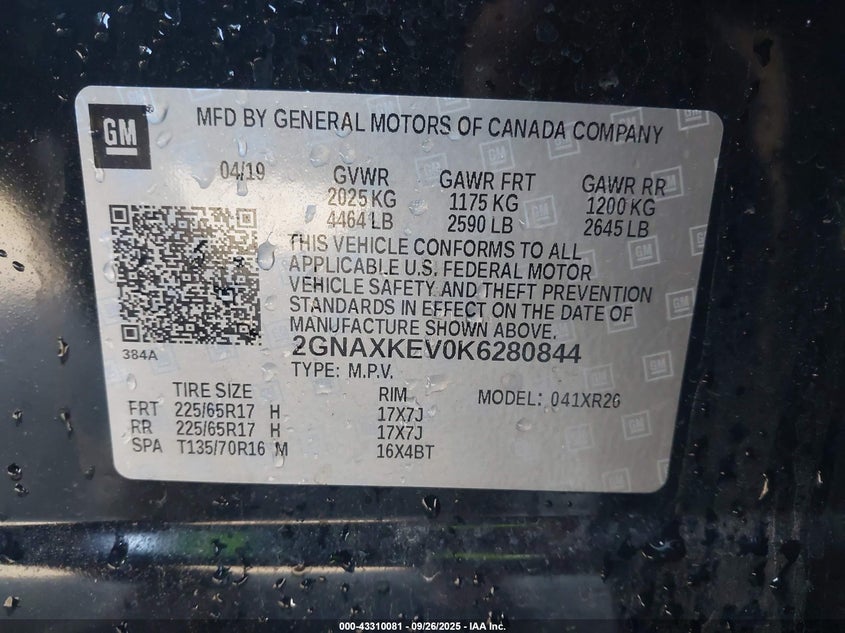 GM
MFD BY GENERAL MOTORS OF CANADA COMPANY
04/19 GVWR GAWR FRT GAWR RR
2025 KG 1175 KG 1200 KG
4464 LB 2590 LB 2645 LB
THIS VEHICLE CONFORMS TO ALL
APPLICABLE U.S. FEDERAL MOTOR
VEHICLE SAFETY AND THEFT PREVENTION
STANDARDS IN EFFECT ON THE DATE OF
MANUFACTURE SHOWN ABOVE.
384A
2GNAXKEV0K6280844
TYPE: M.P.V.
TIRE SIZE RIM MODEL: 041XR26
FRT 225/65R17 H 17X7J
RR 225/65R17 H 17X7J
SPA T135/70R16 M 16X4BT
000-43310081 - 09/26/2025 - IAA Inc.